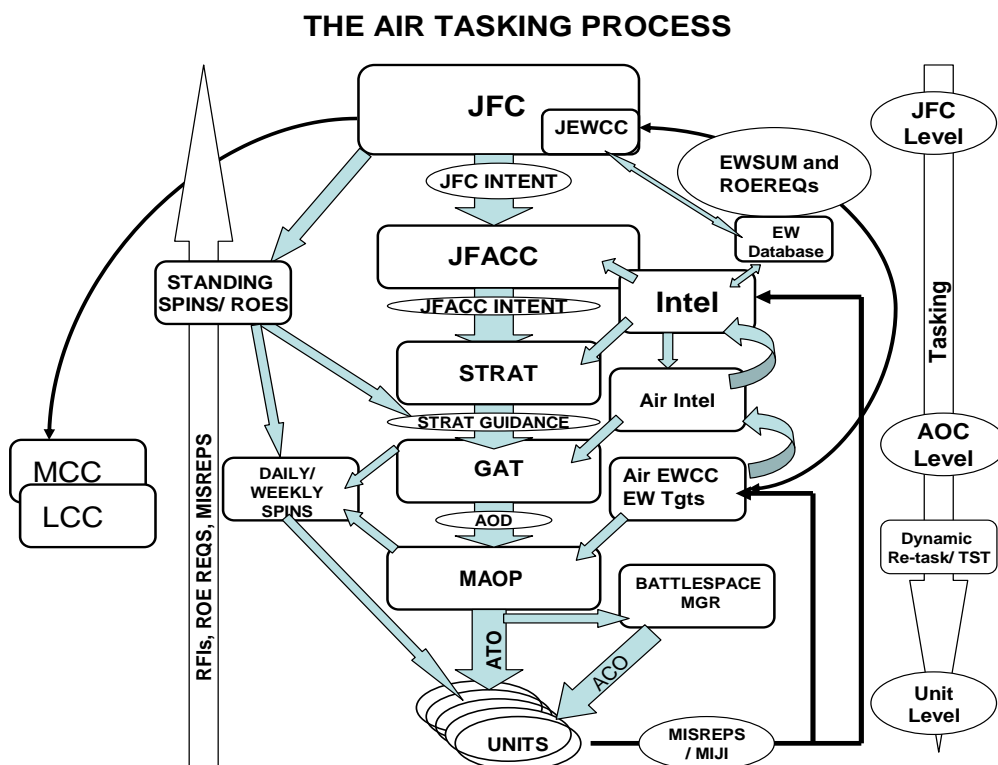 THE AIR TASKING PROCESS
JFC
JEWCC
JFC
Level
EWSUM and
ROEREQs
JFC INTENT
EW
Database
JFACC
STANDING
SPINS/ ROES
Intel
JFACC INTENT
Tasking
STRAT
Air Intel
STRAT GUIDANCE
AOC
Level
MCC
LCC
DAILY/
WEEKLY
SPINS
GAT
Air EWCC
EW Tgts
AOD
Dynamic
Re-task/ TST
MAOP
BATTLESPACE
MGR
RFIs, ROE REQS, MISREPS
ATO
ACO
Unit
Level
UNITS
MISREPS
/ MIJI